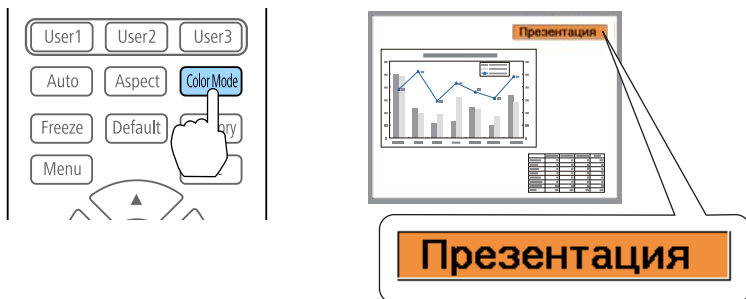 User1 User2 User3
Auto Aspect Color Mode
Freeze Default
Menu
Презентация
Презентация